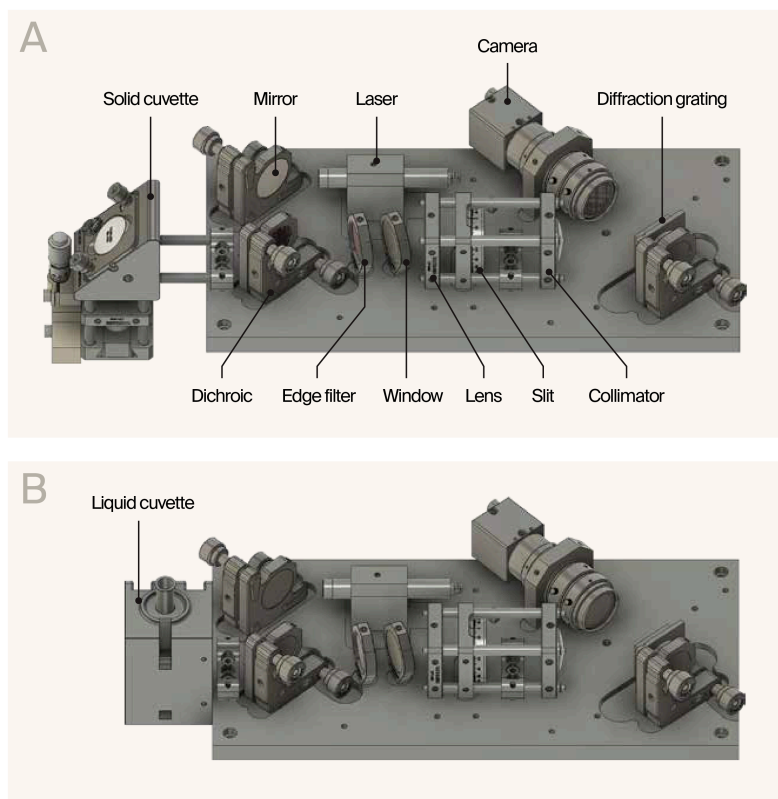 A
Camera
Solid cuvette
Mirror
Laser
Diffraction grating
Dichroic
Edge filter
Window
Lens
Slit
Collimator
B
Liquid cuvette